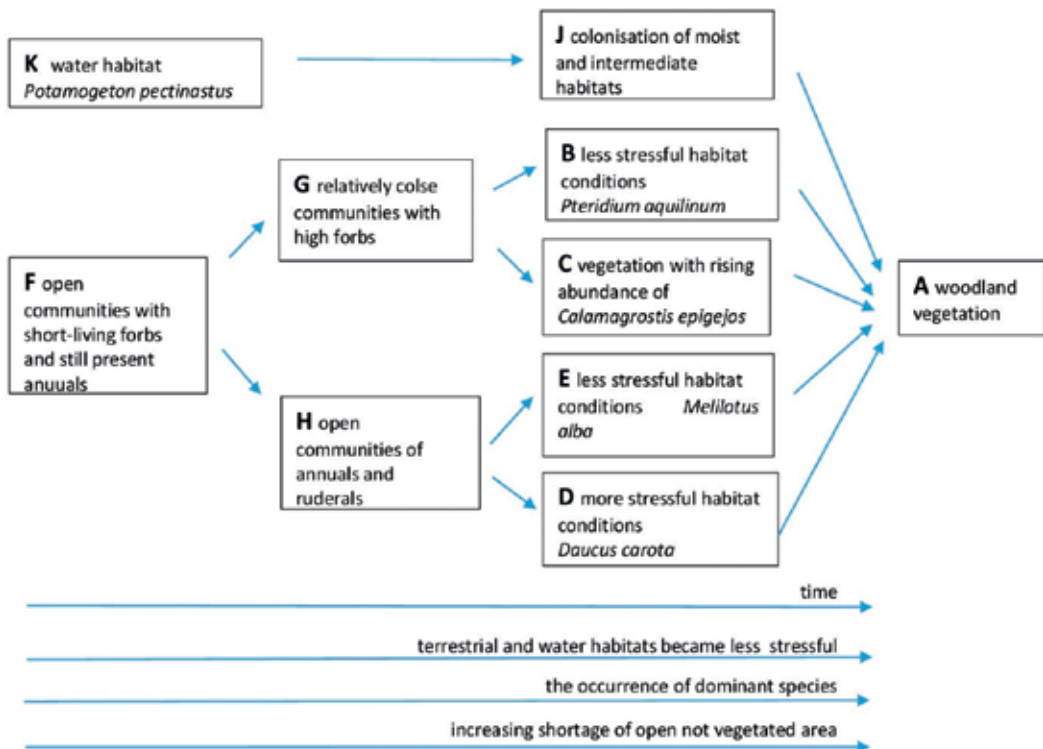 K water habitat
Potamogeton pectinastus
J colonisation of moist
and intermediate
habitats
B less stressful habitat
conditions
Pteridium aquilinum
G relatively colse
communities with
high forbs
F open
communities with
short-living forbs
and still present
anuuals
C vegetation with rising
abundance of
Calamagrostis epigejos
A woodland
vegetation
H open
communities of
annuals and
ruderals
E less stressful habitat
conditions Melilotus
alba
D more stressful habitat
conditions
Daucus carota
time
terrestrial and water habitats became less stressful
the occurrence of dominant species
increasing shortage of open not vegetated area